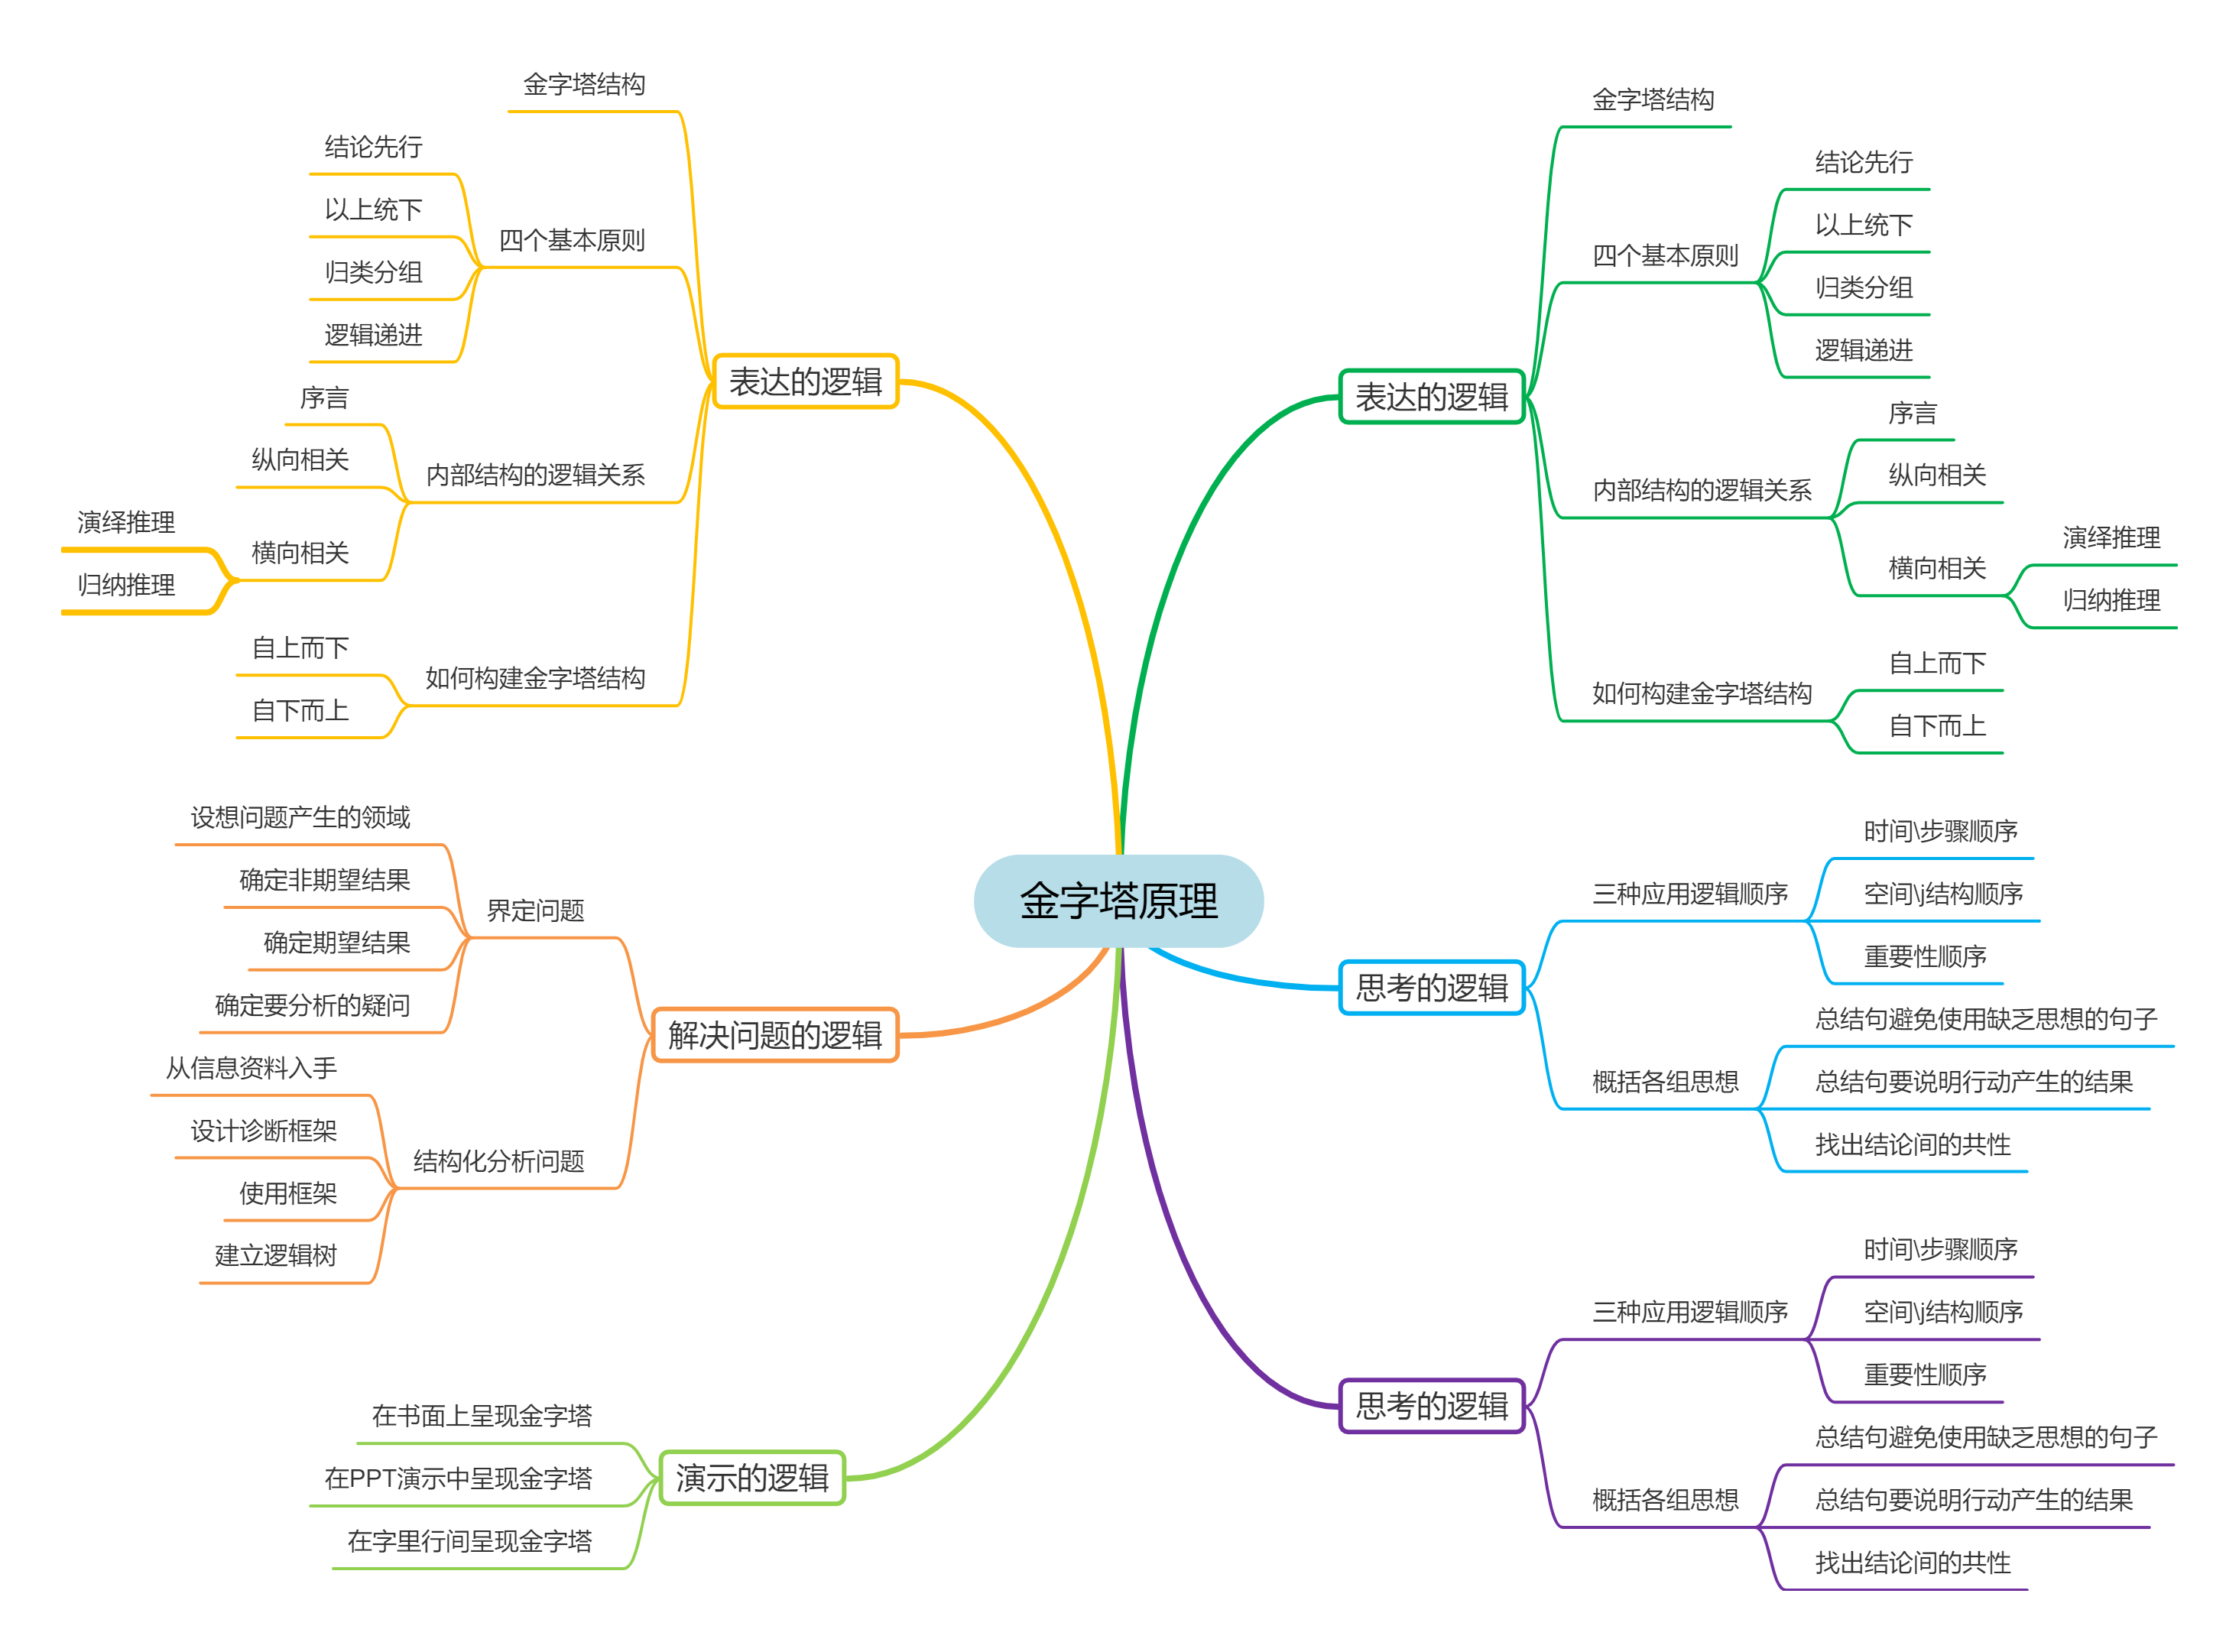 金字塔原理
表达的逻辑
金字塔结构
四个基本原则
结论先行
以上统下
归类分组
逻辑递进
内部结构的逻辑关系
序言
纵向相关
横向相关
演绎推理
归纳推理
如何构建金字塔结构
自上而下
自下而上
思考的逻辑
三种应用逻辑顺序
时间\步骤顺序
空间\j结构顺序
重要性顺序
概括各组思想
总结句避免使用缺乏思想的句子
总结句要说明行动产生的结果
找出结论间的共性
思考的逻辑
三种应用逻辑顺序
时间\步骤顺序
空间\j结构顺序
重要性顺序
概括各组思想
总结句避免使用缺乏思想的句子
总结句要说明行动产生的结果
找出结论间的共性
表达的逻辑
金字塔结构
四个基本原则
结论先行
以上统下
归类分组
逻辑递进
内部结构的逻辑关系
序言
纵向相关
横向相关
演绎推理
归纳推理
如何构建金字塔结构
自上而下
自下而上
解决问题的逻辑
界定问题
设想问题产生的领域
确定非期望结果
确定期望结果
确定要分析的疑问
结构化分析问题
从信息资料入手
设计诊断框架
使用框架
建立逻辑树
演示的逻辑
在书面上呈现金字塔
在PPT演示中呈现金字塔
在字里行间呈现金字塔